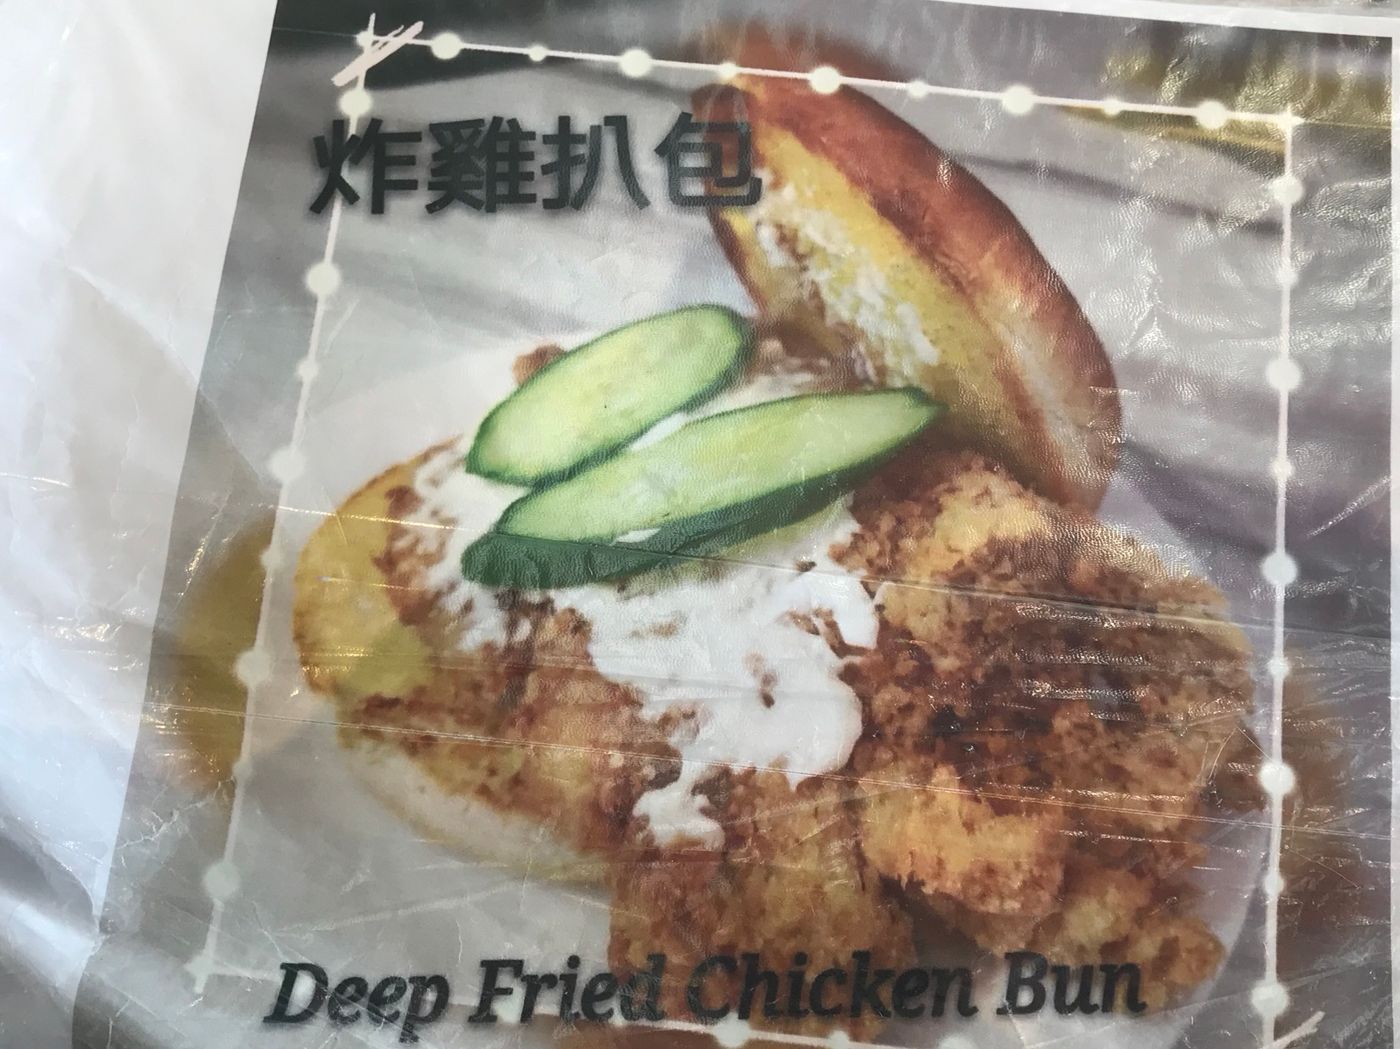 炸雞扒包
Deep Fried Chicken Bun